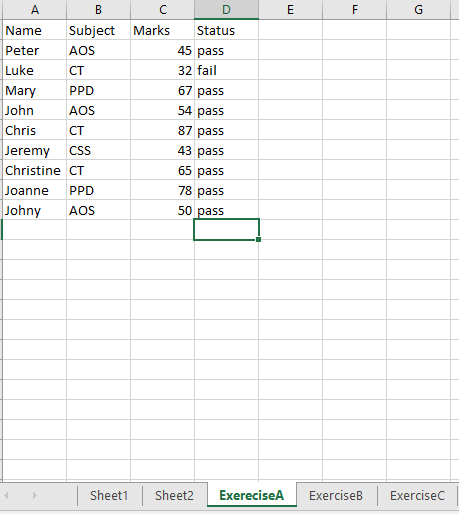 A B C D E F G
Name Subject Marks Status
Peter AOS 45 pass
Luke CT 32 fail
Mary PPD 67 pass
John AOS 54 pass
Chris CT 87 pass
Jeremy CSS 43 pass
Christine CT 65 pass
Joanne PPD 78 pass
Johny AOS 50 pass
Sheet1 Sheet2 ExereciseA ExerciseB ExerciseC